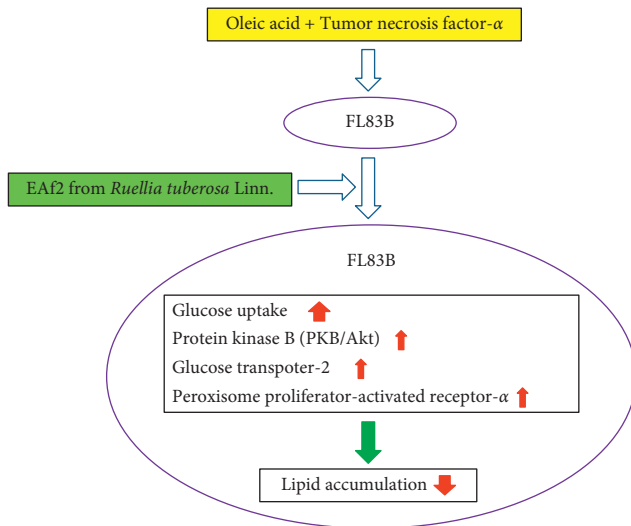 Oleic acid + Tumor necrosis factor-α
FL83B
EAf2 from Ruellia tuberosa Linn.
FL83B
Glucose uptake
Protein kinase B (PKB/Akt)
Glucose transpoter-2
Peroxisome proliferator-activated receptor-α
Lipid accumulation